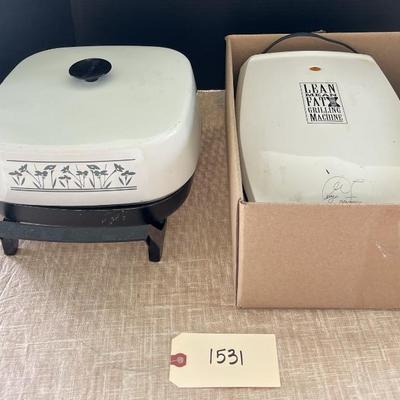 LEAN
MEAN
FAT
GRILLING
MACHINE
1531